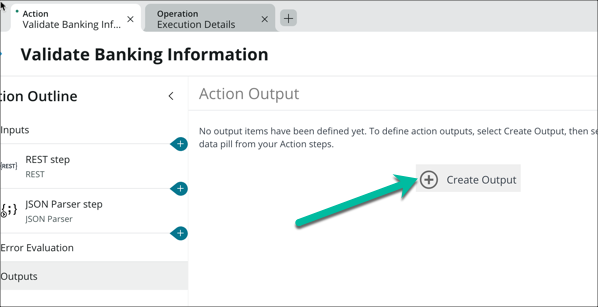 Action
Validate Banking Inf...
Operation
Execution Details
Validate Banking Information
tion Outline
Inputs
REST step
[REST]
REST
JSON Parser step
{;}
JSON Parser
Error Evaluation
Outputs
Action Output
No output items have been defined yet. To define action outputs, select Create Output, then se
data pill from your Action steps.
Create Output